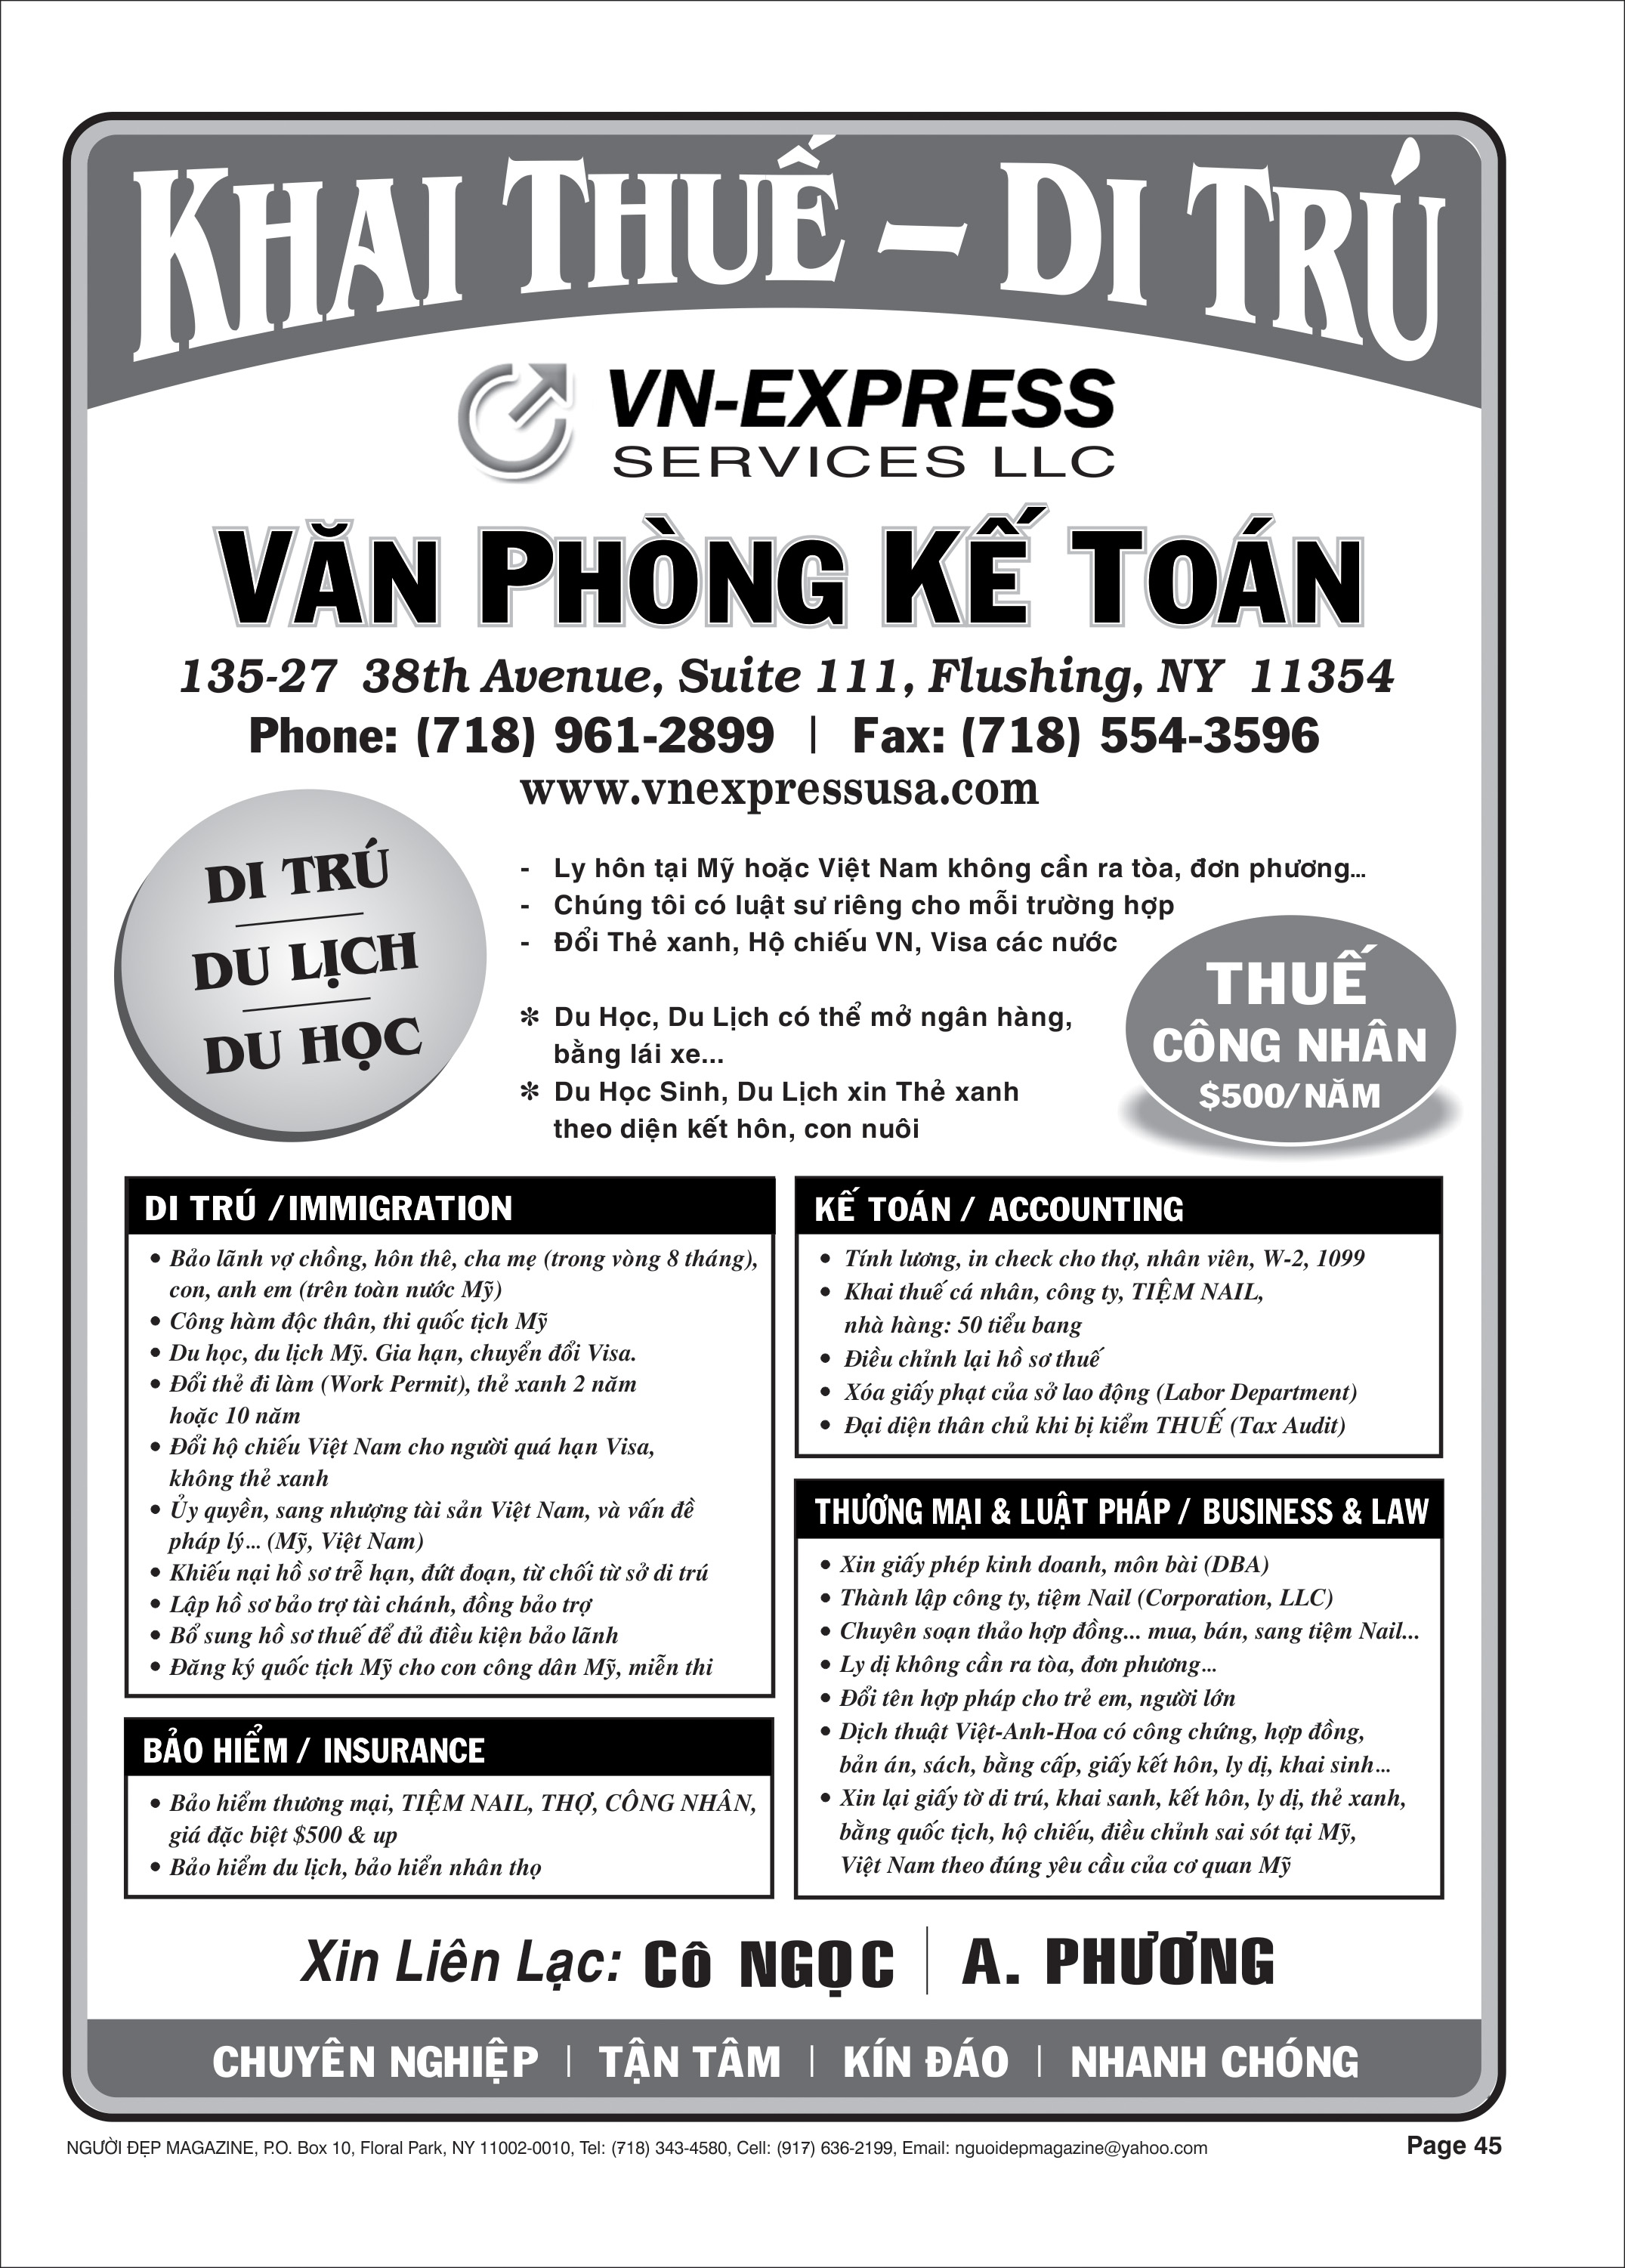 KHAI THUẾ – DI TRÚ
VN-EXPRESS
SERVICES LLC
VĂN PHÒNG KẾ TOÁN
135-27 38th Avenue, Suite 111, Flushing, NY 11354
Phone: (718) 961-2899 | Fax: (718) 554-3596
www.vnexpressusa.com
DI TRÚ
DU LỊCH
DU HỌC
- Ly hôn tại Mỹ hoặc Việt Nam không cần ra tòa, đơn phương...
- Chúng tôi có luật sư riêng cho mỗi trường hợp
- Đổi Thẻ xanh, Hộ chiếu VN, Visa các nước
✻ Du Học, Du Lịch có thể mở ngân hàng,
bằng lái xe...
✻ Du Học Sinh, Du Lịch xin Thẻ xanh
theo diện kết hôn, con nuôi
THUẾ
CÔNG NHÂN
$500/NĂM
DI TRÚ /IMMIGRATION
• Bảo lãnh vợ chồng, hôn thê, cha mẹ (trong vòng 8 tháng),
con, anh em (trên toàn nước Mỹ)
• Công hàm độc thân, thi quốc tịch Mỹ
• Du học, du lịch Mỹ. Gia hạn, chuyển đổi Visa.
• Đổi thẻ đi làm (Work Permit), thẻ xanh 2 năm
hoặc 10 năm
• Đổi hộ chiếu Việt Nam cho người quá hạn Visa,
không thẻ xanh
• Ủy quyền, sang nhượng tài sản Việt Nam, và vấn đề
pháp lý... (Mỹ, Việt Nam)
• Khiếu nại hồ sơ trễ hạn, đứt đoạn, từ chối từ sở di trú
• Lập hồ sơ bảo trợ tài chánh, đồng bảo trợ
• Bổ sung hồ sơ thuế để đủ điều kiện bảo lãnh
• Đăng ký quốc tịch Mỹ cho con công dân Mỹ, miễn thi
BẢO HIỂM / INSURANCE
• Bảo hiểm thương mại, TIỆM NAIL, THỢ, CÔNG NHÂN,
giá đặc biệt $500 & up
• Bảo hiểm du lịch, bảo hiển nhân thọ
KẾ TOÁN / ACCOUNTING
• Tính lương, in check cho thợ, nhân viên, W-2, 1099
• Khai thuế cá nhân, công ty, TIỆM NAIL,
nhà hàng: 50 tiểu bang
• Điều chỉnh lại hồ sơ thuế
• Xóa giấy phạt của sở lao động (Labor Department)
• Đại diện thân chủ khi bị kiểm THUẾ (Tax Audit)
THƯƠNG MẠI & LUẬT PHÁP / BUSINESS & LAW
• Xin giấy phép kinh doanh, môn bài (DBA)
• Thành lập công ty, tiệm Nail (Corporation, LLC)
• Chuyên soạn thảo hợp đồng... mua, bán, sang tiệm Nail...
• Ly dị không cần ra tòa, đơn phương...
• Đổi tên hợp pháp cho trẻ em, người lớn
• Dịch thuật Việt-Anh-Hoa có công chứng, hợp đồng,
bản án, sách, bằng cấp, giấy kết hôn, ly dị, khai sinh...
• Xin lại giấy tờ di trú, khai sanh, kết hôn, ly dị, thẻ xanh,
bằng quốc tịch, hộ chiếu, điều chỉnh sai sót tại Mỹ,
Việt Nam theo đúng yêu cầu của cơ quan Mỹ
Xin Liên Lạc: CÔ NGỌC | A. PHƯƠNG
CHUYÊN NGHIỆP | TẬN TÂM | KÍN ĐÁO | NHANH CHÓNG
NGƯỜI ĐẸP MAGAZINE, P.O. Box 10, Floral Park, NY 11002-0010, Tel: (718) 343-4580, Cell: (917) 636-2199, Email: nguoidepmagazine@yahoo.com
Page 45